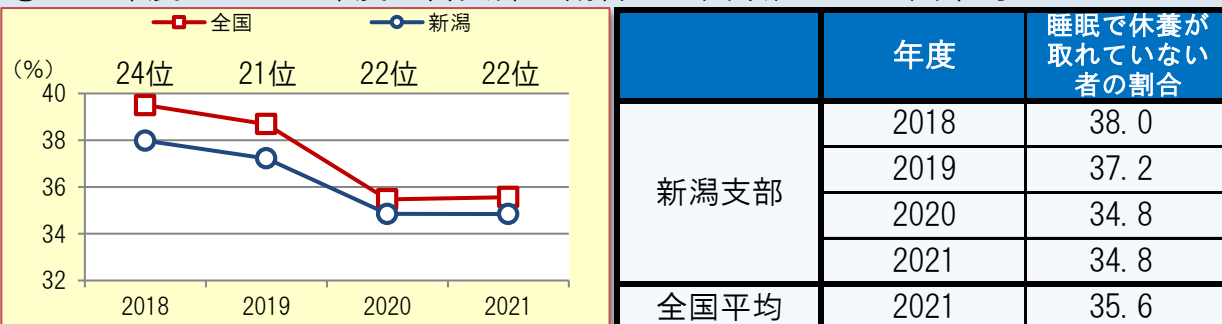 全国 新潟
(%) 24位 21位 22位 22位
40
38
36
34
32
2018 2019 2020 2021
年度 睡眠で休養が
取れていない
者の割合
新潟支部 2018 38.0
2019 37.2
2020 34.8
2021 34.8
全国平均 2021 35.6